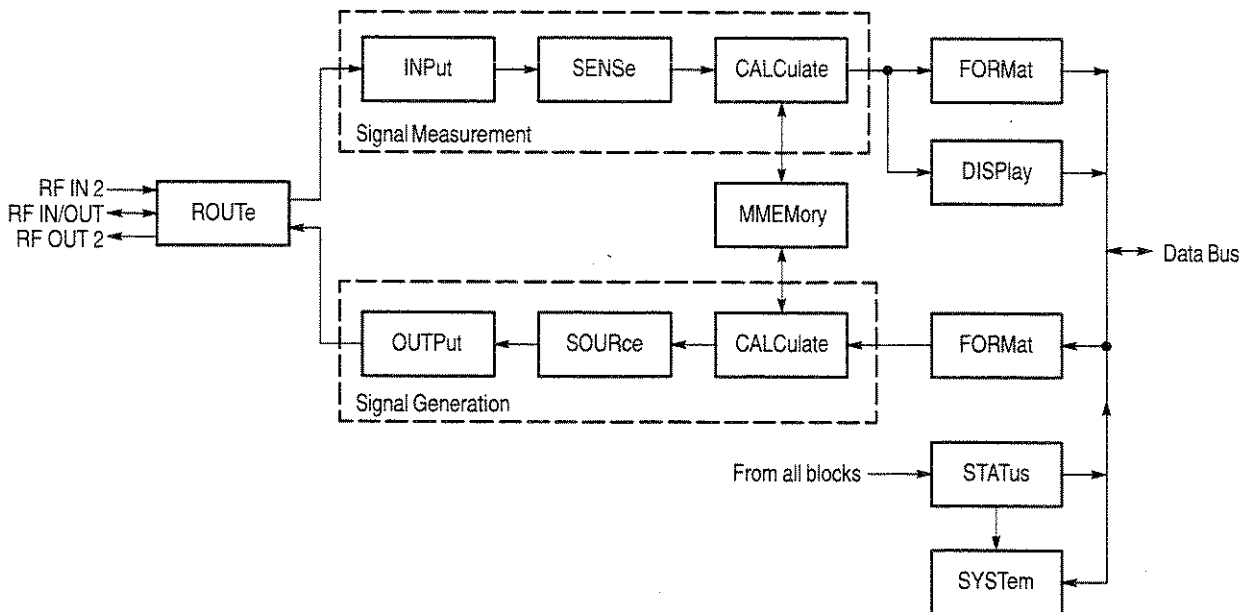 INPut
SENSe
CALCulate
FORMat
Signal Measurement
DISPlay
RF IN 2
RF IN/OUT
RF OUT 2
ROUTe
MMEMory
Data Bus
OUTPut
SOURce
CALCulate
FORMat
Signal Generation
From all blocks
STATus
SYSTem